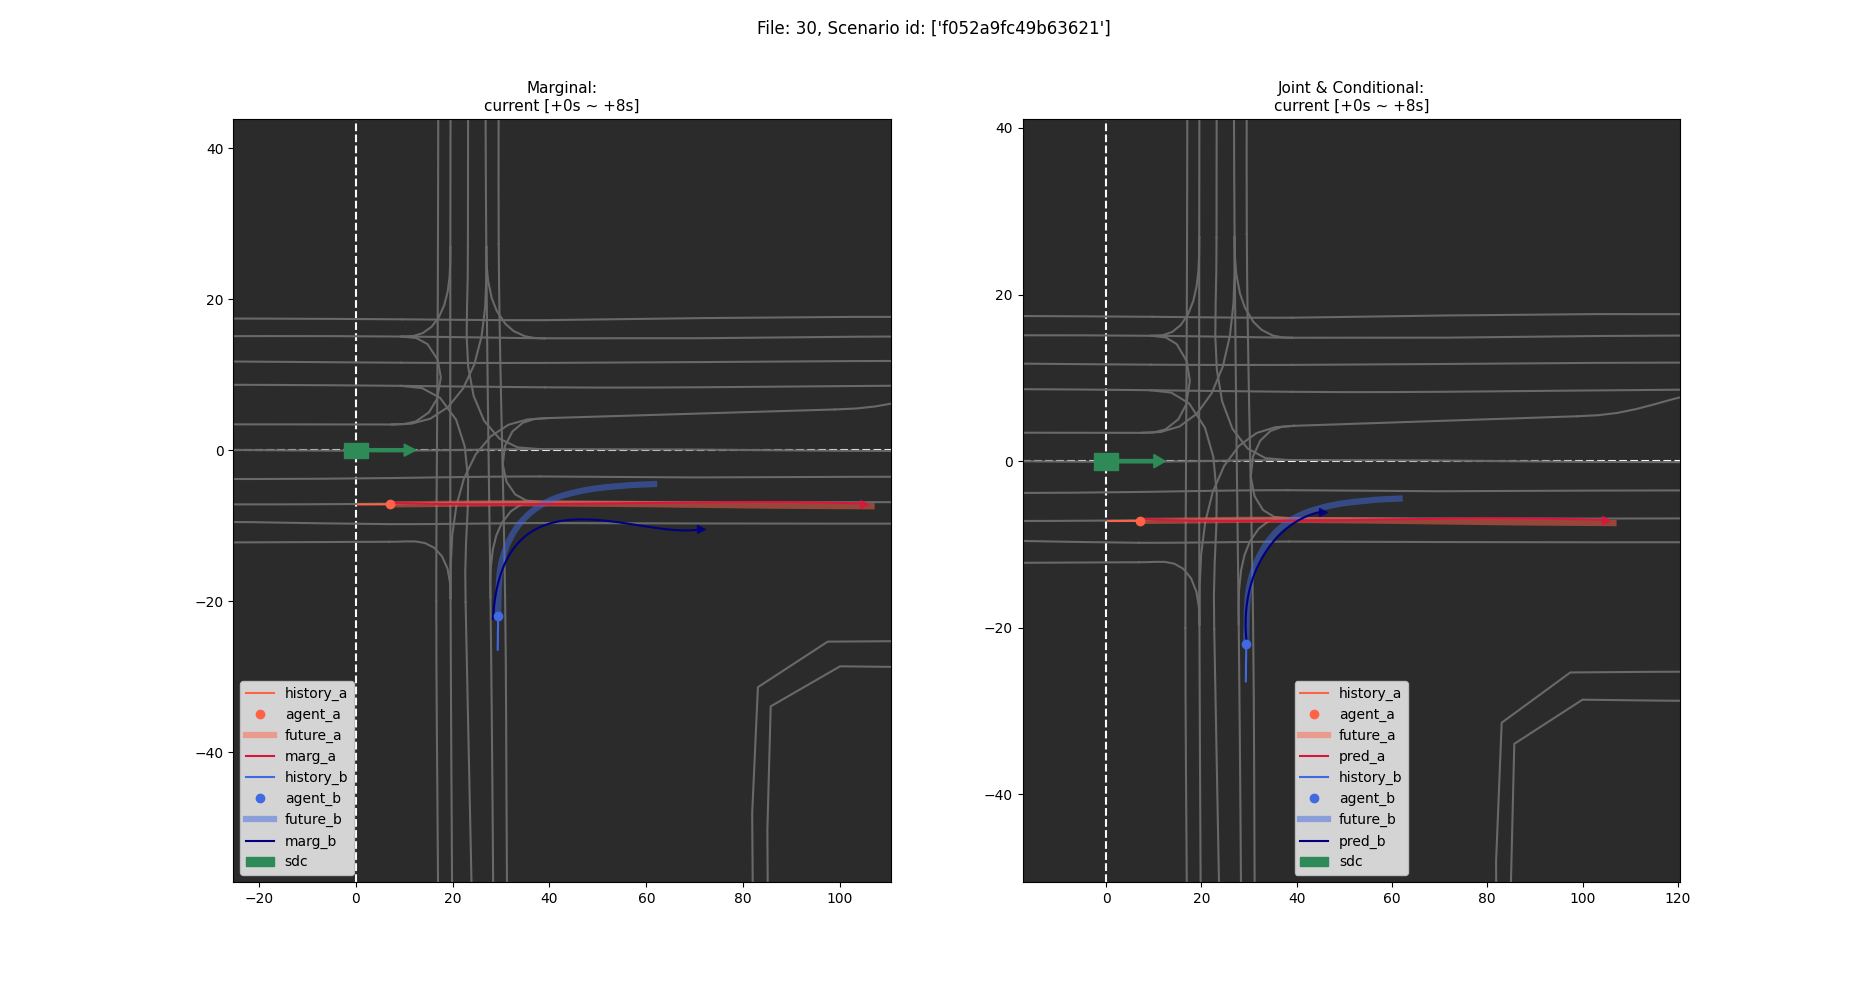 File: 30, Scenario id: ['f052a9fc49b63621']
Marginal:
current [+0s ~ +8s]
40
20
0
−20
−40
−20
0
20
40
60
80
100
history_a
agent_a
future_a
marg_a
history_b
agent_b
future_b
marg_b
sdc
Joint & Conditional:
current [+0s ~ +8s]
40
20
0
−20
−40
0
20
40
60
80
100
120
history_a
agent_a
future_a
pred_a
history_b
agent_b
future_b
pred_b
sdc